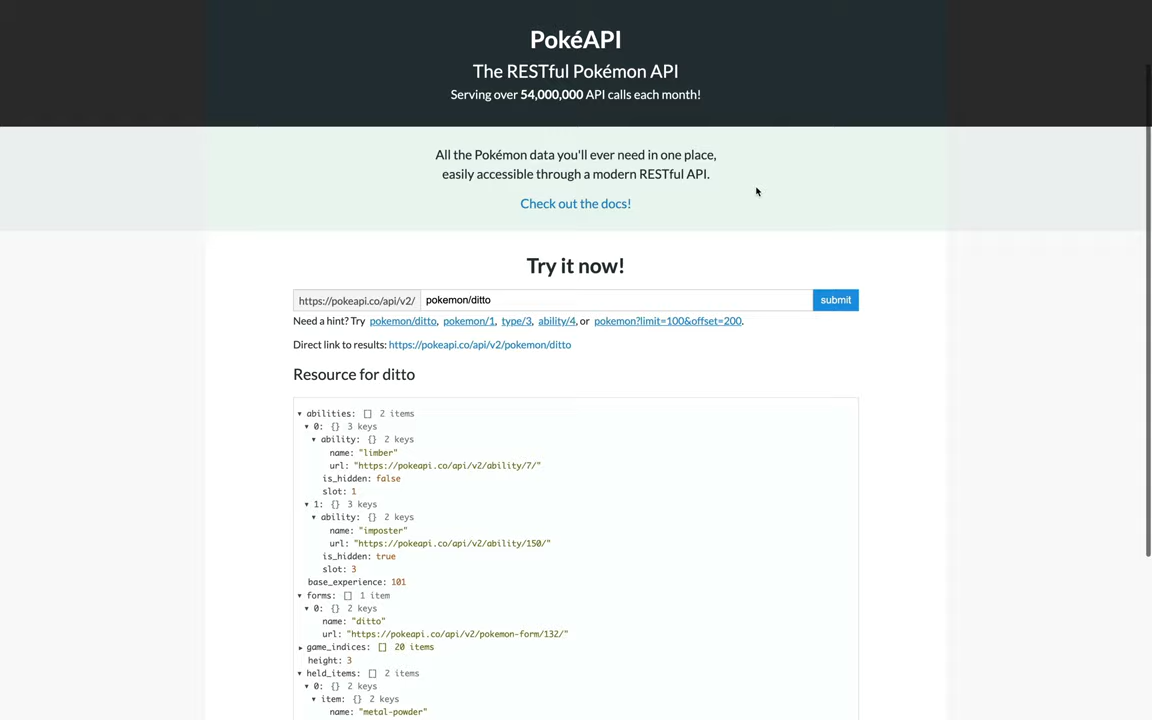 PokéAPI
The RESTful Pokémon API
Serving over 54,000,000 API calls each month!
All the Pokémon data you'll ever need in one place,
easily accessible through a modern RESTful API.
Check out the docs!
Try it now!
https://pokeapi.co/api/v2/ pokemon/ditto submit
Need a hint? Try pokemon/ditto, pokemon/1, type/3, ability/4, or pokemon?limit=100&offset=200.
Direct link to results: https://pokeapi.co/api/v2/pokemon/ditto
Resource for ditto
abilities: [] 2 items
0: {} 3 keys
ability: {} 2 keys
name: "limber"
url: "https://pokeapi.co/api/v2/ability/7/"
is_hidden: false
slot: 1
1: {} 3 keys
ability: {} 2 keys
name: "imposter"
url: "https://pokeapi.co/api/v2/ability/150/"
is_hidden: true
slot: 3
base_experience: 101
forms: [] 1 item
0: {} 2 keys
name: "ditto"
url: "https://pokeapi.co/api/v2/pokemon-form/132/"
game_indices: [] 20 items
height: 3
held_items: [] 2 items
0: {} 2 keys
item: {} 2 keys
name: "metal-powder"